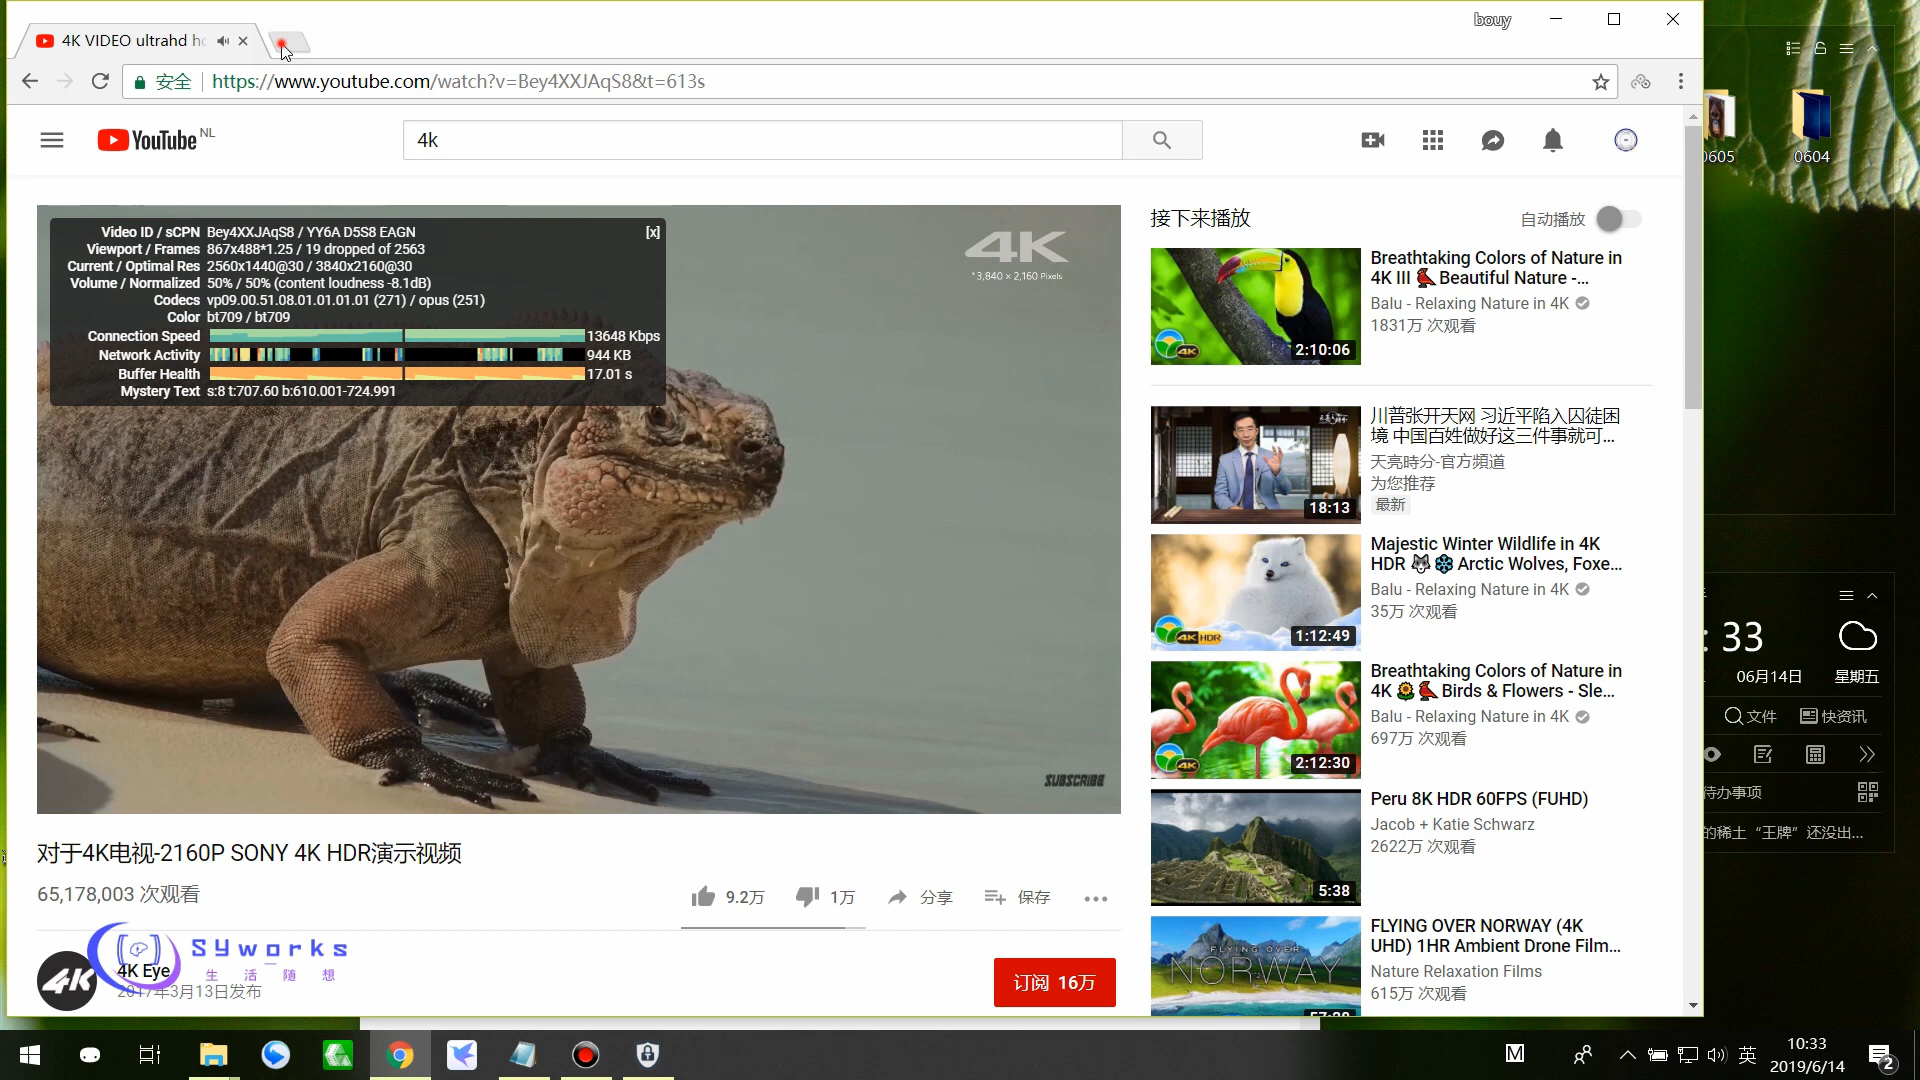 bouy
4K VIDEO ultrahd
安全
https://www.youtube.com/watch?v=Bey4XXJAqS8&t=613s
YouTube NL
4k
4K
*3,840 × 2,160 Pixels
Video ID / sCPN Bey4XXJAqS8 / YY6A D5S8 EAGN [x]
Viewport / Frames 867x488*1.25 / 19 dropped of 2563
Current / Optimal Res 2560x1440@30 / 3840x2160@30
Volume / Normalized 50% / 50% (content loudness -8.1dB)
Codecs vp09.00.51.08.01.01.01.01 (271) / opus (251)
Color bt709 / bt709
Connection Speed 13648 Kbps
Network Activity 944 KB
Buffer Health 17.01 s
Mystery Text s:8 t:707.60 b:610.001-724.991
SUBSCRIBE
对于4K电视-2160P SONY 4K HDR演示视频
65,178,003 次观看
9.2万
1万
分享
保存
4K
4K Eye
2017年3月13日发布
SYworks
生活随想
订阅 16万
接下来播放
自动播放
4K
2:10:06
Breathtaking Colors of Nature in
4K III Beautiful Nature -...
Balu - Relaxing Nature in 4K
1831万 次观看
18:13
川普张开天网 习近平陷入囚徒困
境 中国百姓做好这三件事就可...
天亮時分-官方頻道
为您推荐
最新
4K HDR
1:12:49
Majestic Winter Wildlife in 4K
HDR Arctic Wolves, Foxe...
Balu - Relaxing Nature in 4K
35万 次观看
4K
2:12:30
Breathtaking Colors of Nature in
4K Birds & Flowers - Sle...
Balu - Relaxing Nature in 4K
697万 次观看
5:38
Peru 8K HDR 60FPS (FUHD)
Jacob + Katie Schwarz
2622万 次观看
FLYING OVER
NORWAY
FLYING OVER NORWAY (4K
UHD) 1HR Ambient Drone Film...
Nature Relaxation Films
615万 次观看
0605
0604
: 33
06月14日
星期五
文件
快资讯
待办事项
的稀土“王牌”还没出...
M
英
10:33
2019/6/14
2